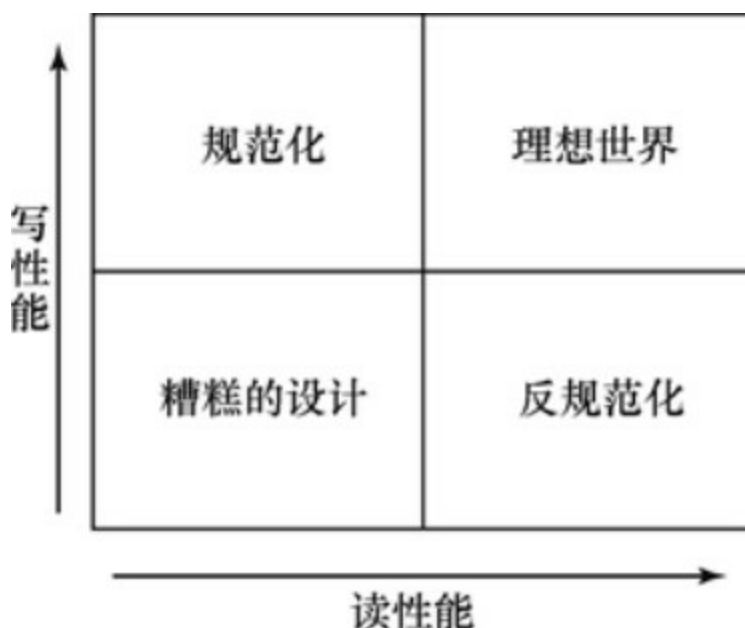 规范化
理想世界
写性能
糟糕的设计
反规范化
读性能